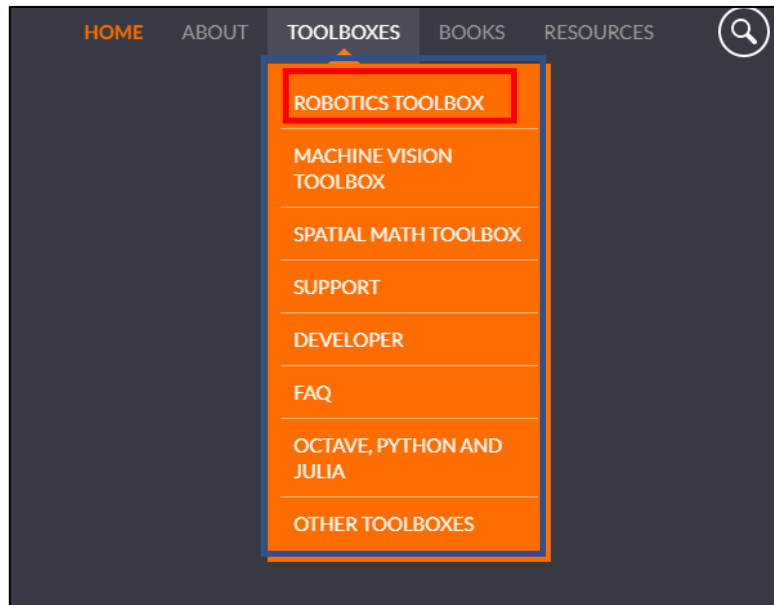 HOME ABOUT TOOLBOXES BOOKS RESOURCES
ROBOTICS TOOLBOX
MACHINE VISION
TOOLBOX
SPATIAL MATH TOOLBOX
SUPPORT
DEVELOPER
FAQ
OCTAVE, PYTHON AND
JULIA
OTHER TOOLBOXES